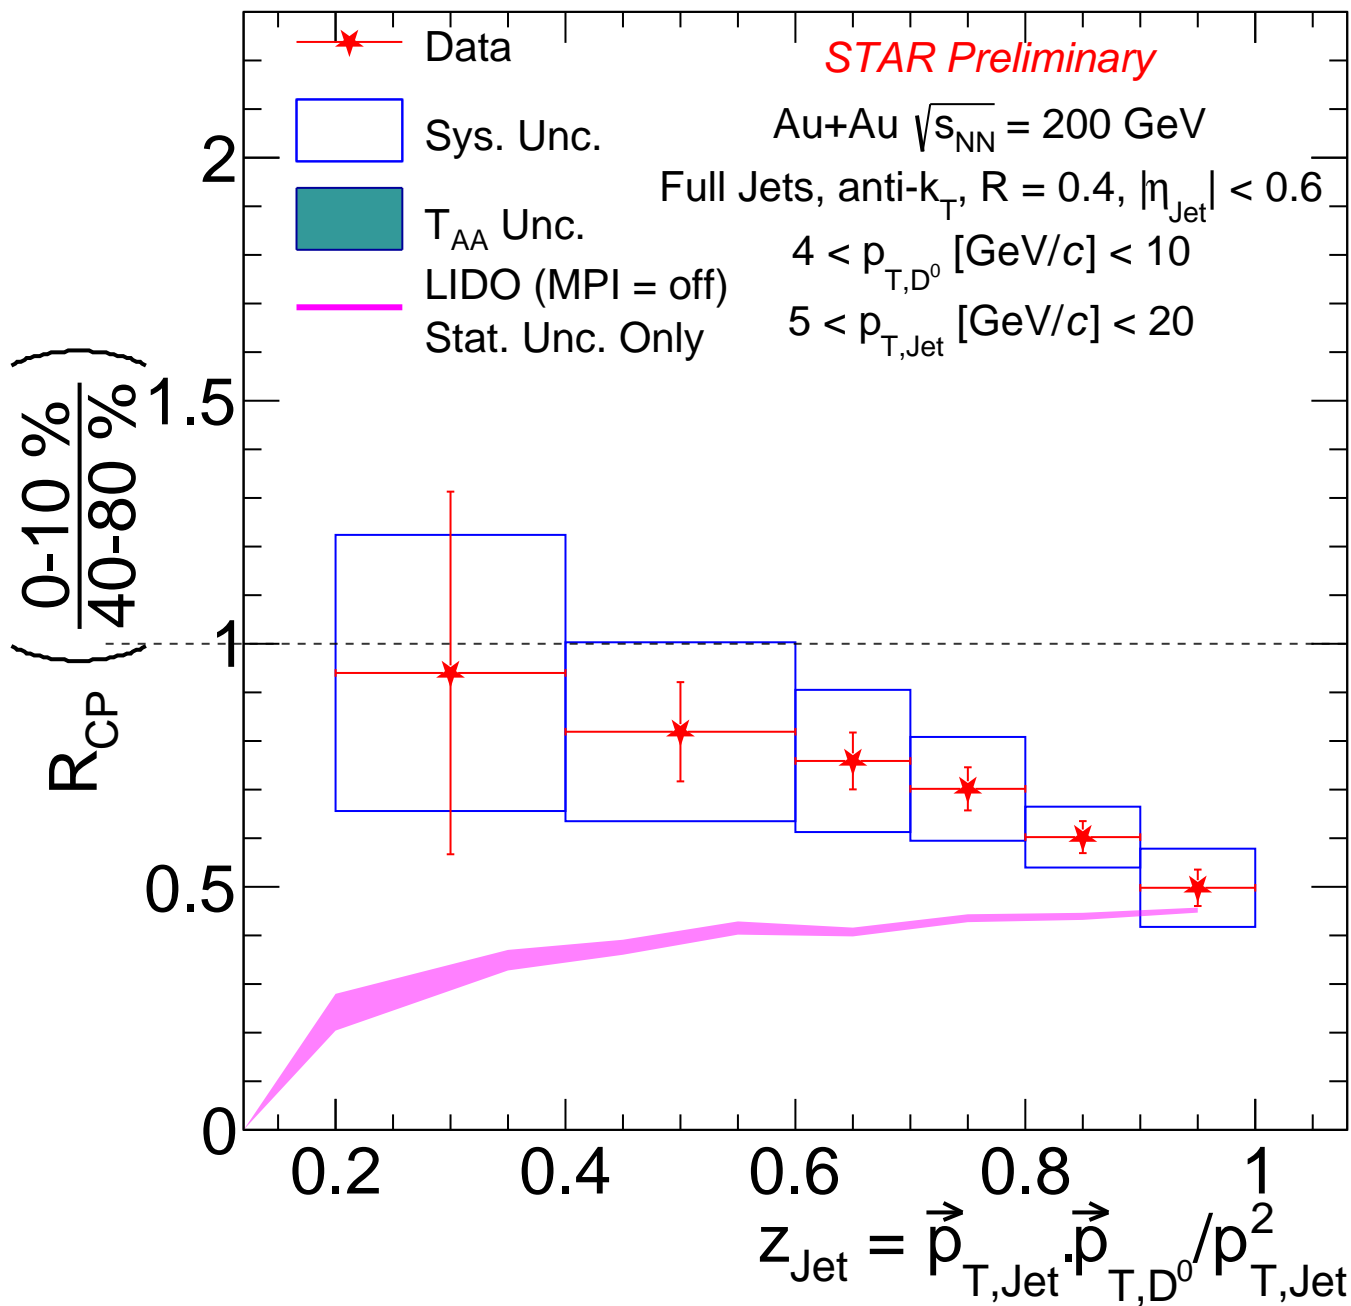 Data
Sys. Unc.
T_AA Unc.
LIDO (MPI = off)
Stat. Unc. Only
STAR Preliminary
Au+Au √s_NN = 200 GeV
Full Jets, anti-k_T, R = 0.4, |η_Jet| < 0.6
4 < p_T,D⁰ [GeV/c] < 10
5 < p_T,Jet [GeV/c] < 20
2
1.5
1
0.5
0
R_CP (0-10 % / 40-80 %)
0.2 0.4 0.6 0.8 1
z_Jet = p⃗_T,Jet.p⃗_T,D⁰/p²_T,Jet